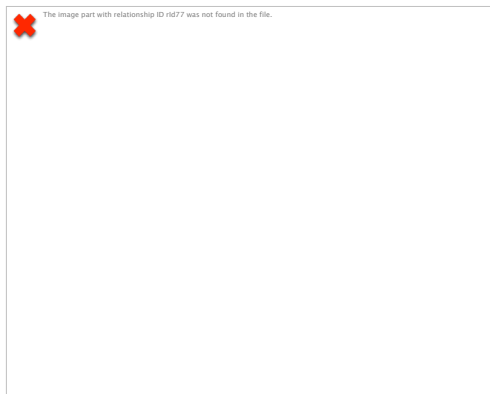 The image part with relationship ID rId77 was not found in the file.